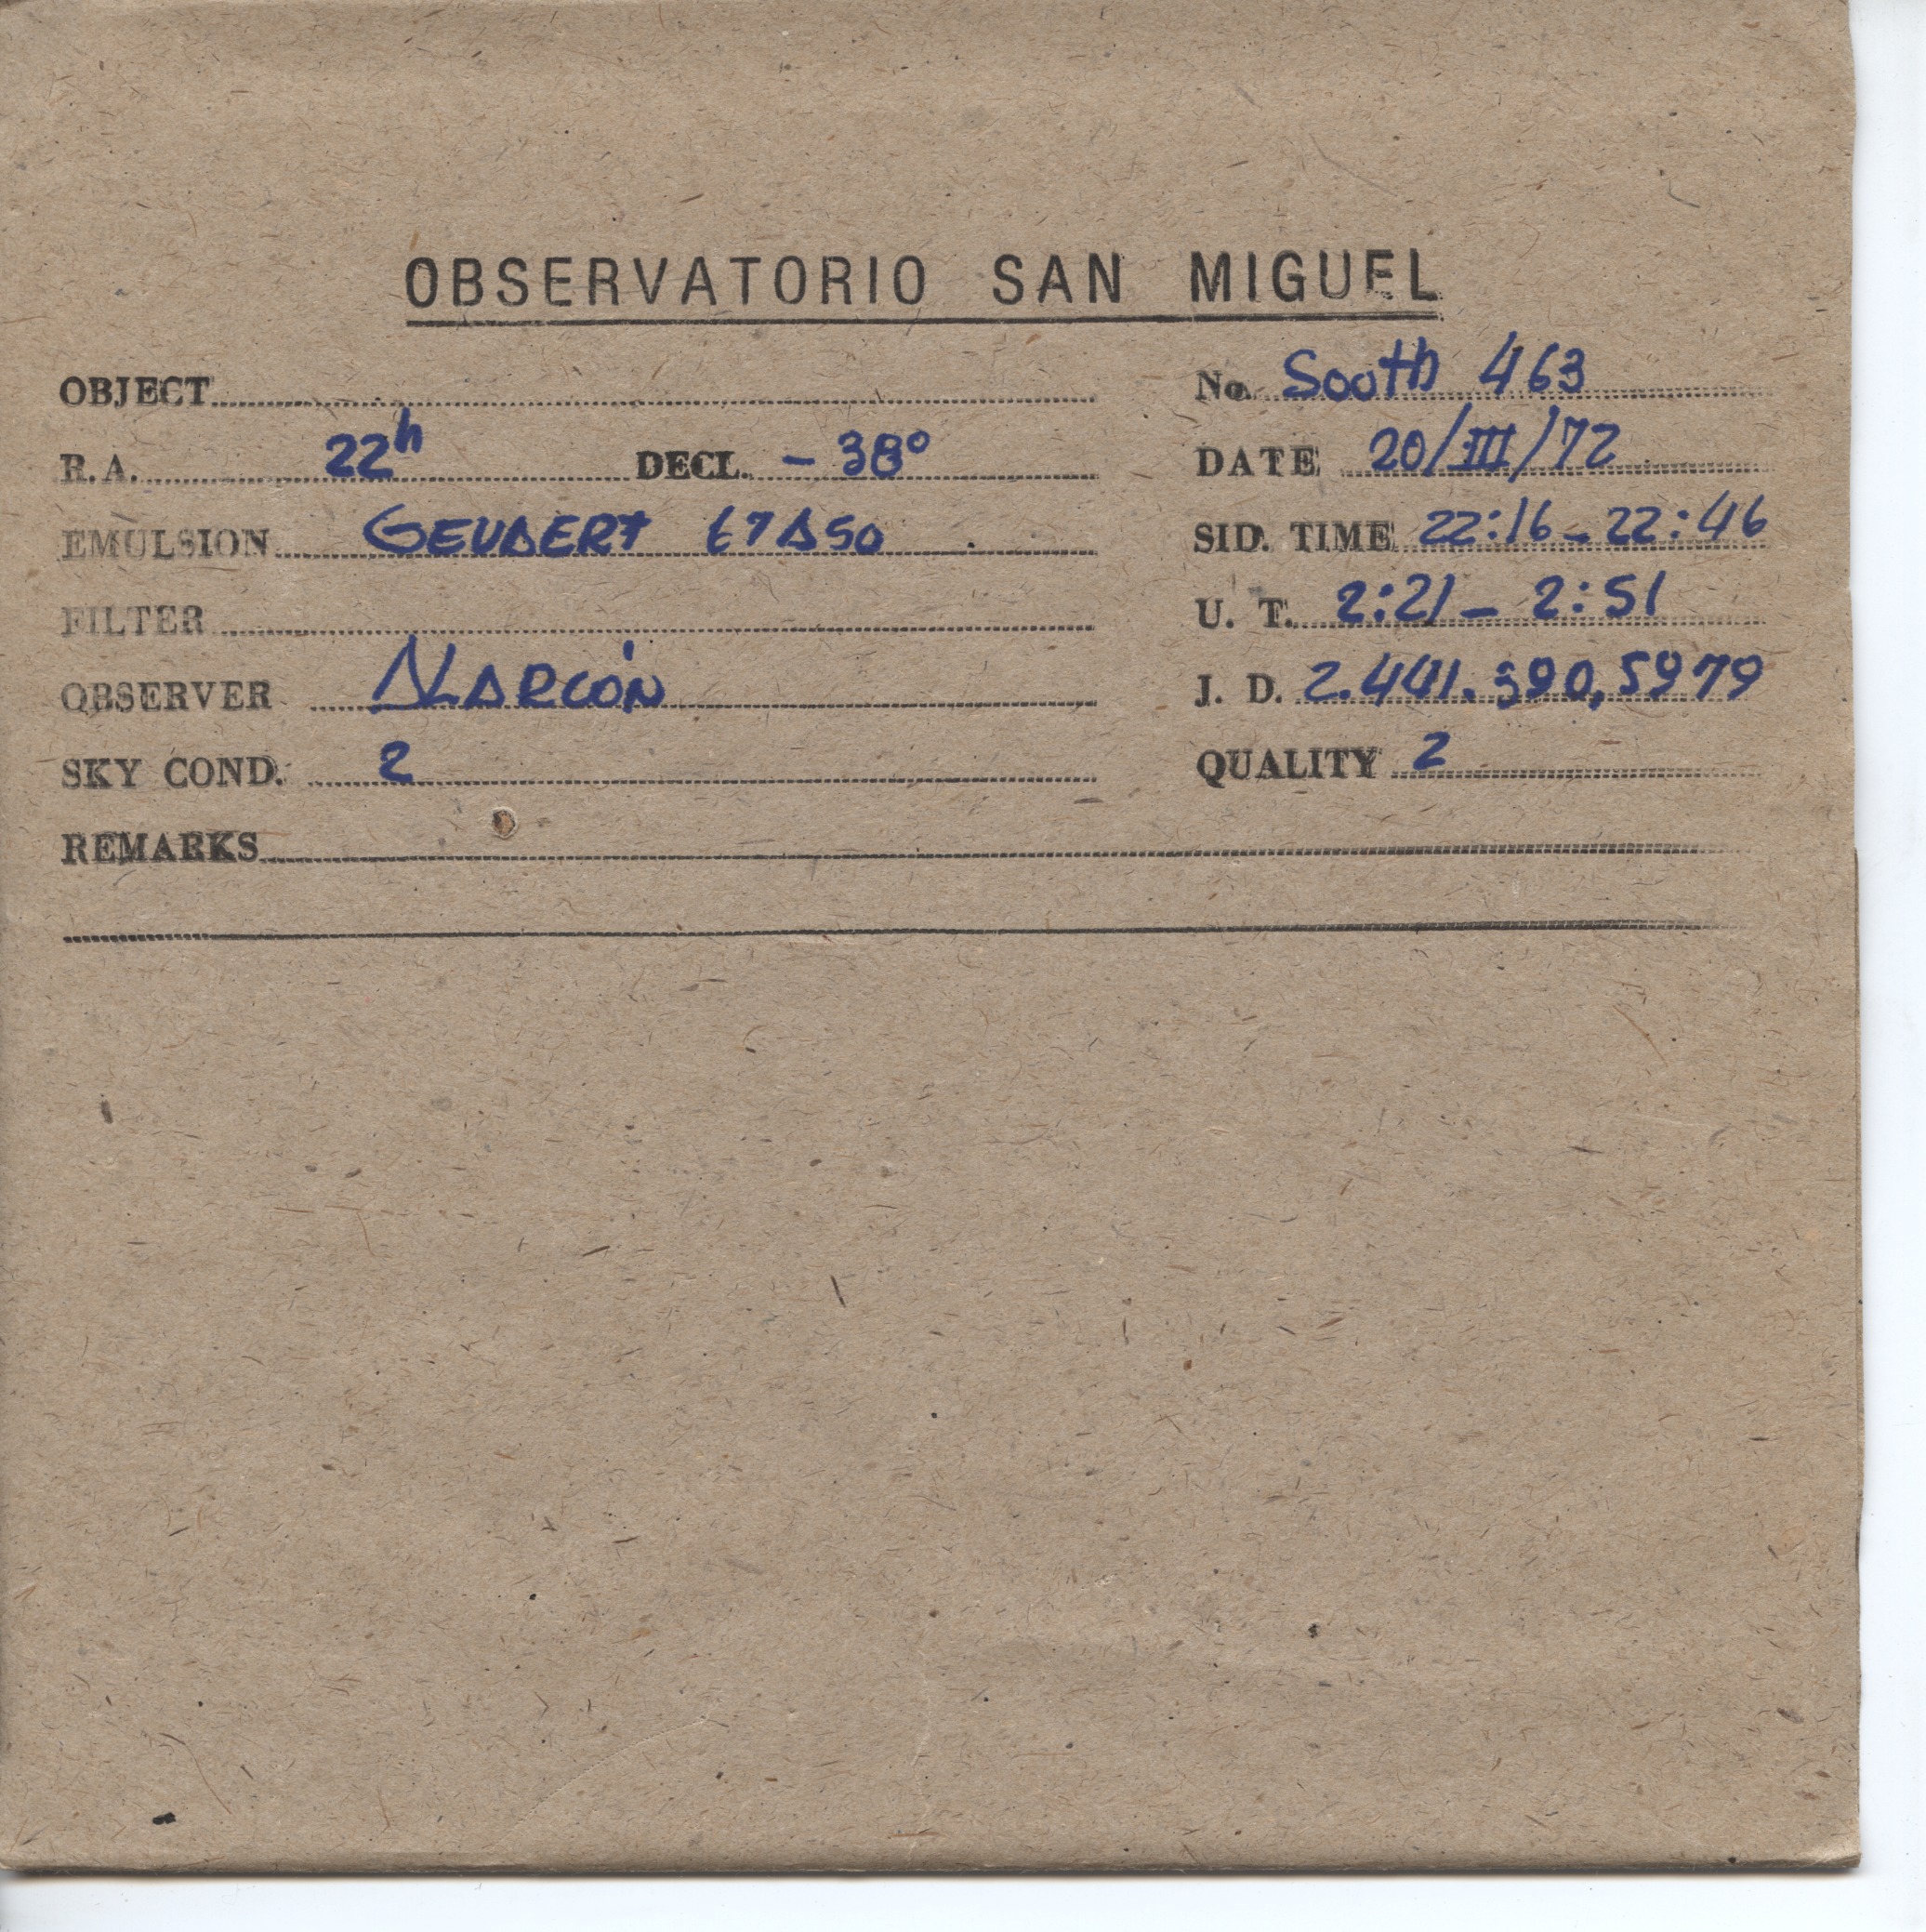 OBSERVATORIO SAN MIGUEL
OBJECT
No. South 463
R.A. 22h DECL. - 38°
DATE 20/III/72
EMULSION GEVAERT 67A50
SID. TIME 22:16 - 22:46
FILTER
U. T. 2:21 - 2:51
OBSERVER ALARCÓN
J. D. 2.441.390,5979
SKY COND. 2
QUALITY 2
REMARKS